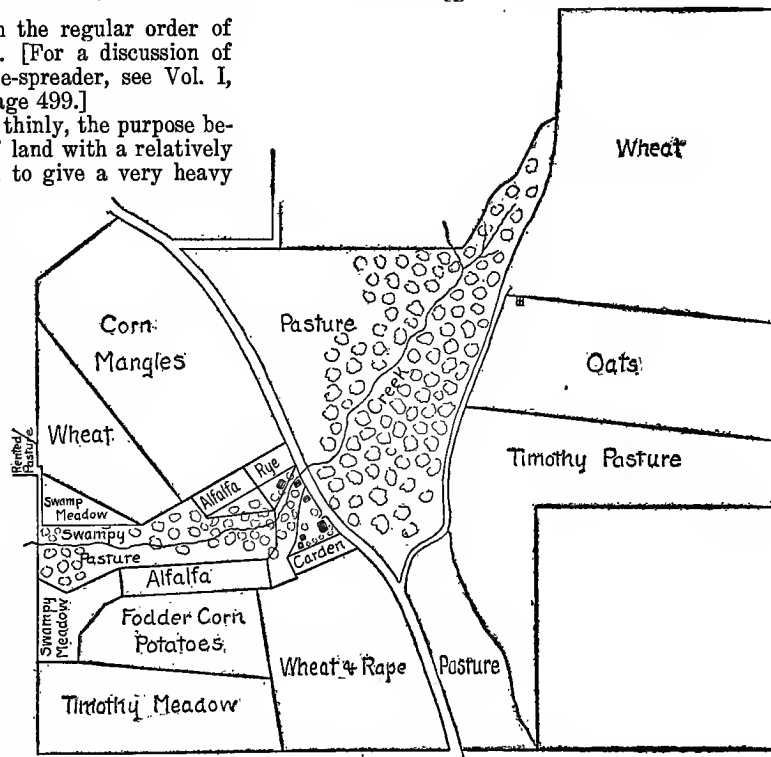 n the regular order of
. [For a discussion of
e-spreader, see Vol. I,
age 499.]
thinly, the purpose be-
land with a relatively
to give a very heavy
Wheat
Corn
Mangles
Pasture
Creek
Oats
Wheat
Rented
Pasture
Timothy Pasture
Rye
Alfalfa
Swamp
Meadow
Swampy
Pasture
Garden
Alfalfa
Swampy
Meadow
Fodder Corn
Potatoes
Wheat & Rape
Pasture
Timothy Meadow